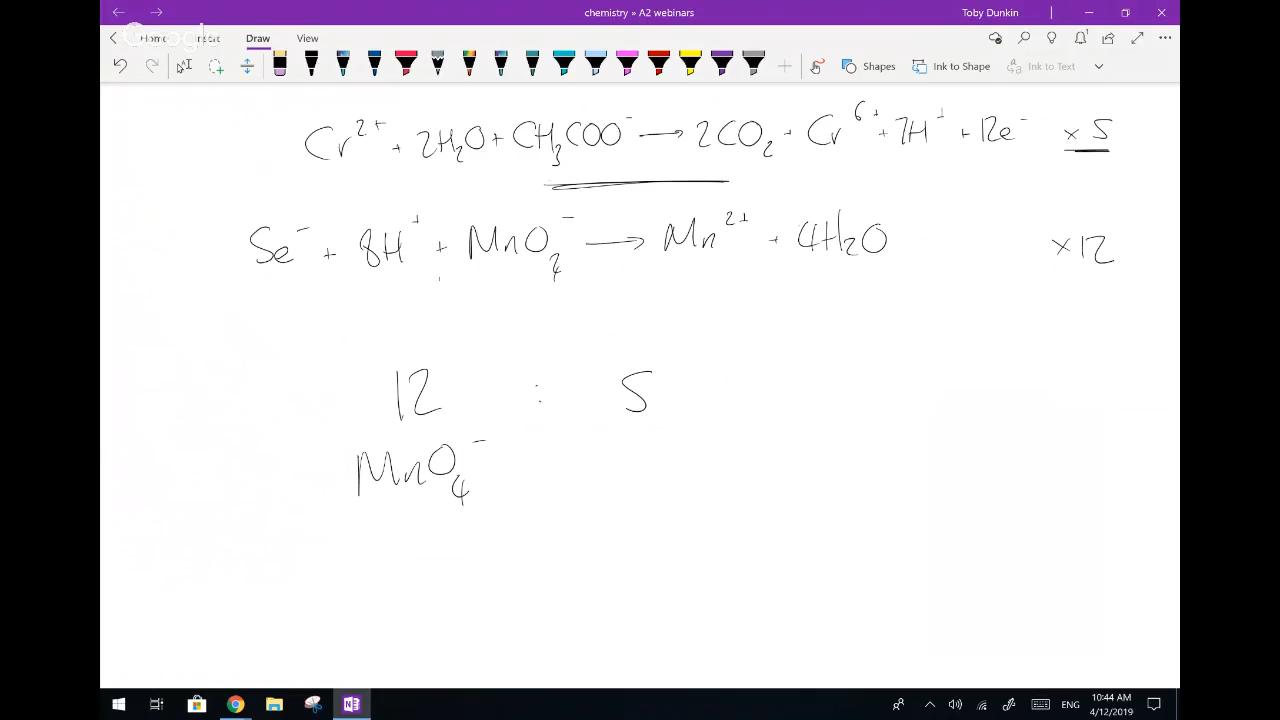 chemistry » A2 webinars
Toby Dunkin
Home Insert Draw View
Google
Shapes Ink to Shape Ink to Text
Cr²⁺ + 2H₂O + CH₃COO⁻ → 2CO₂ + Cr⁶⁺ + 7H⁺ + 12e⁻ × 5
5e⁻ + 8H⁺ + MnO₄⁻ → Mn²⁺ + 4H₂O ×12
12 : 5
MnO₄⁻
ENG
10:44 AM
4/12/2019